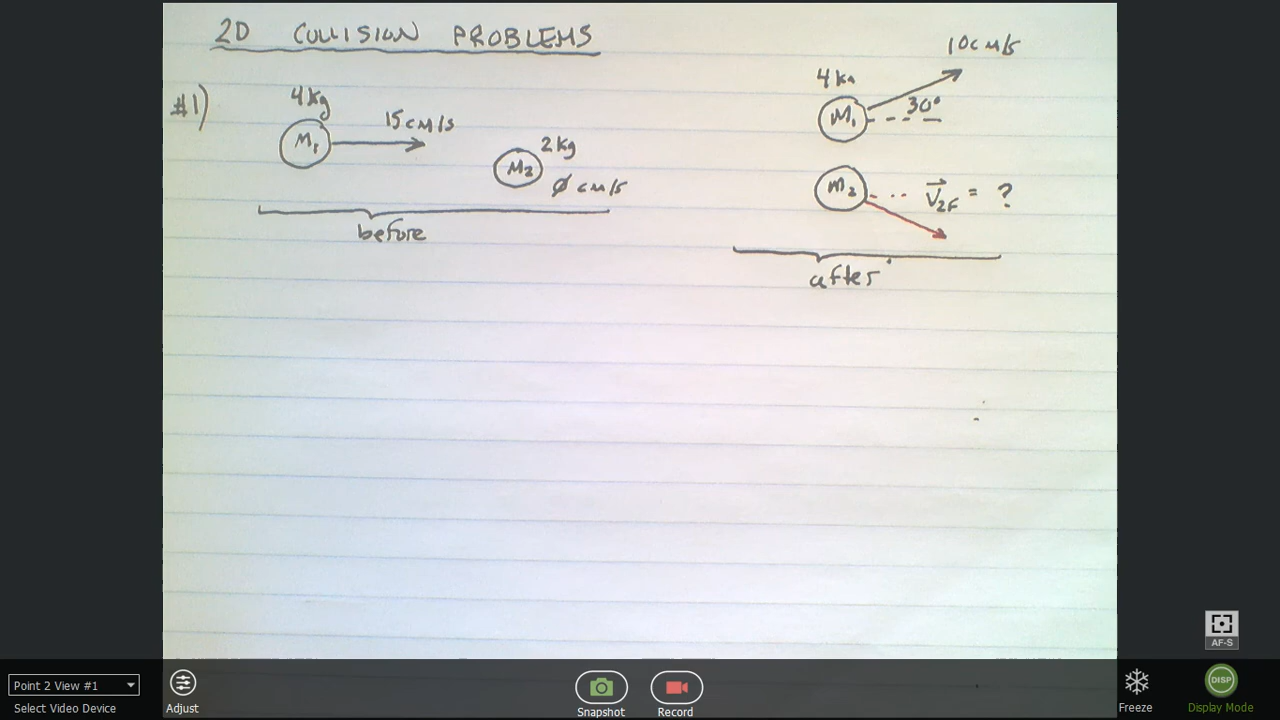 2D COLLISION PROBLEMS
#1)
4kg
M1
15cm/s
M2
2kg
0 cm/s
before
10cm/s
4kg
M1
30°
M2
V2F = ?
after
AF-S
Point 2 View #1
Select Video Device
Adjust
Snapshot
Record
Freeze
DISP
Display Mode